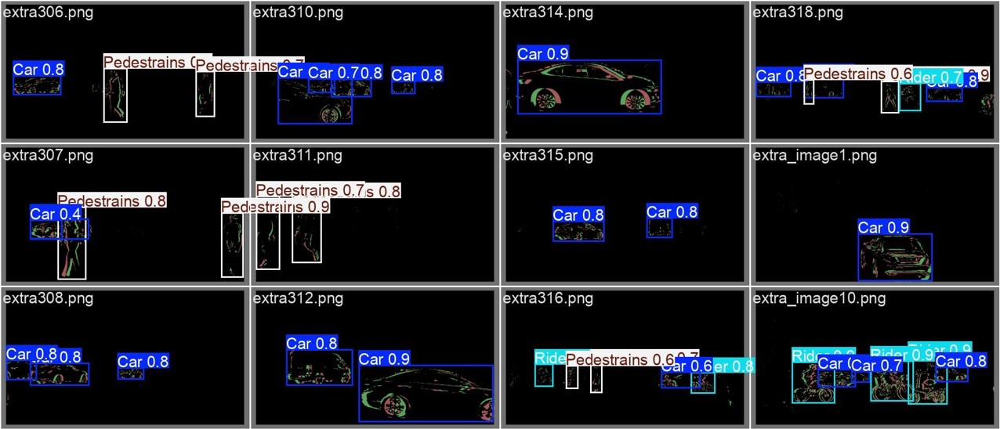 extra306.png
Car 0.8
Pedestrains
Pedestrains 0.7
extra310.png
Car
Car 0.7
0.8
Car 0.8
extra314.png
Car 0.9
extra318.png
Car 0.8
Pedestrains 0.6
Rider 0.7
0.9
Car 0.8
extra307.png
Pedestrains 0.8
Car 0.4
Pedestrains 0.9
extra311.png
Pedestrains 0.7
s 0.8
extra315.png
Car 0.8
Car 0.8
extra_image1.png
Car 0.9
extra308.png
Car 0.8
0.8
Car 0.8
extra312.png
Car 0.8
Car 0.9
extra316.png
Ride
Pedestrains 0.6
Car 0.6
er 0.8
extra_image10.png
Rider
Car
Car 0.7
Rider 0.9
Rider 0.9
Car 0.8